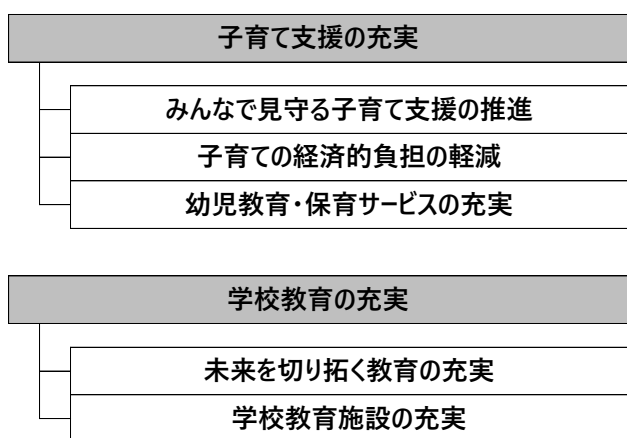 子育て支援の充実
みんなで見守る子育て支援の推進
子育ての経済的負担の軽減
幼児教育・保育サービスの充実
学校教育の充実
未来を切り拓く教育の充実
学校教育施設の充実